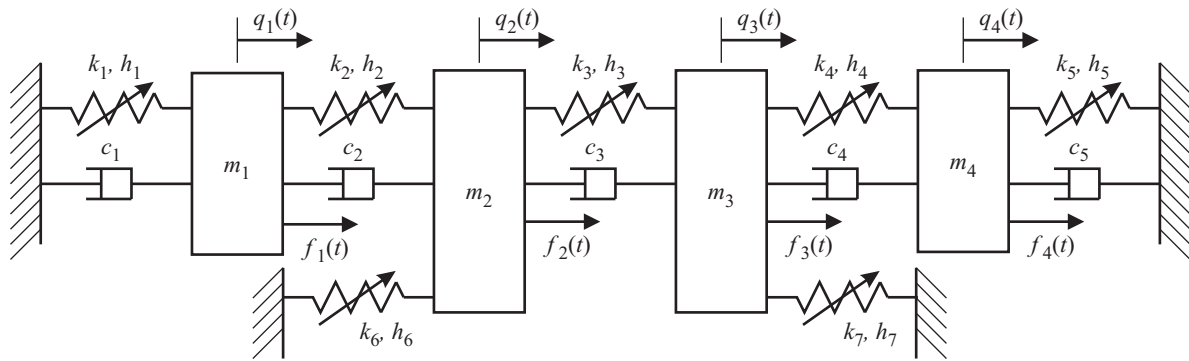 q1(t) q2(t) q3(t) q4(t)
k1, h1 k2, h2 k3, h3 k4, h4 k5, h5
c1 c2 c3 c4 c5
m1 m2 m3 m4
f1(t) f2(t) f3(t) f4(t)
k6, h6 k7, h7